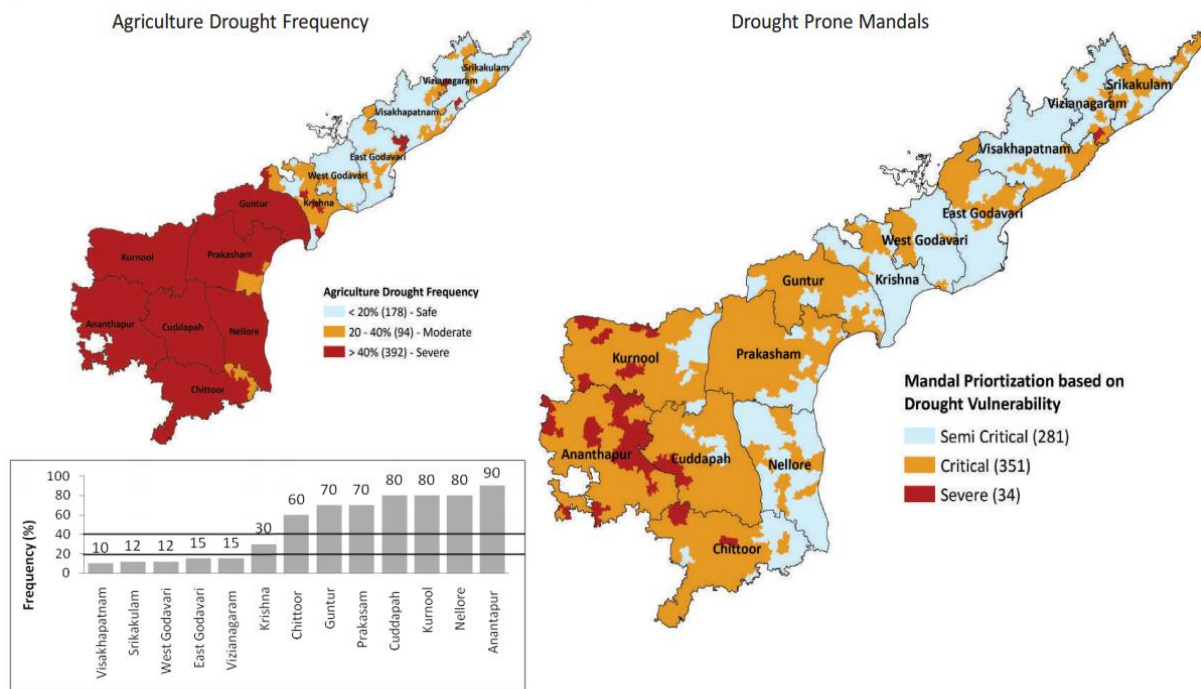 Agriculture Drought Frequency
Srikakulam
Vizianagaram
Visakhapatnam
East Godavari
West Godavari
Krishna
Guntur
Prakasham
Kurnool
Ananthapur
Cuddapah
Nellore
Chittoor
Agriculture Drought Frequency
< 20% (178) - Safe
20 - 40% (94) - Moderate
> 40% (392) - Severe
Frequency (%)
100
80
60
40
20
0
10
12
12
15
15
30
60
70
70
80
80
80
90
Visakhapatnam
Srikakulam
West Godavari
East Godavari
Vizianagaram
Krishna
Chittoor
Guntur
Prakasam
Cuddapah
Kurnool
Nellore
Anantapur
Drought Prone Mandals
Srikakulam
Vizianagaram
Visakhapatnam
East Godavari
West Godavari
Krishna
Guntur
Prakasham
Kurnool
Ananthapur
Cuddapah
Nellore
Chittoor
Mandal Priortization based on
Drought Vulnerability
Semi Critical (281)
Critical (351)
Severe (34)